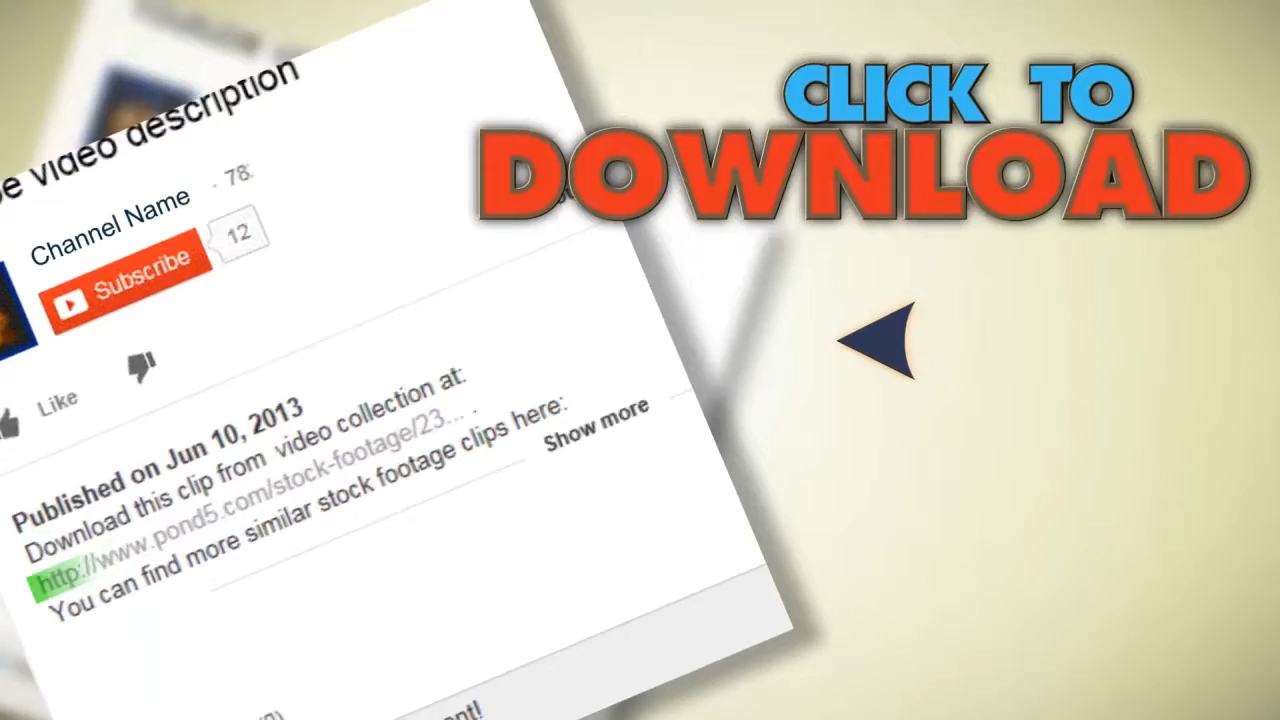 CLICK TO
DOWNLOAD
video description
Channel Name
78
Subscribe
12
Like
Published on Jun 10, 2013
Download this clip from video collection at:
http://www.pond5.com/stock-footage/23...
You can find more similar stock footage clips here:
Show more